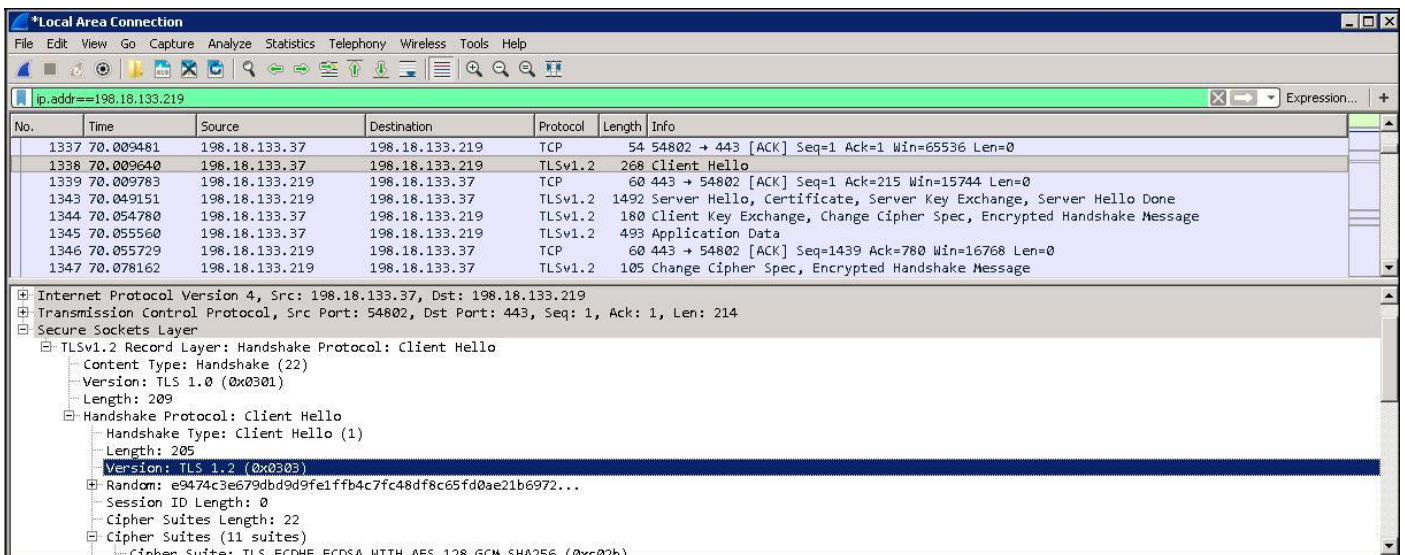 *Local Area Connection
File Edit View Go Capture Analyze Statistics Telephony Wireless Tools Help
ip.addr==198.18.133.219 Expression... +
No. Time Source Destination Protocol Length Info
1337 70.009481 198.18.133.37 198.18.133.219 TCP 54 54802 → 443 [ACK] Seq=1 Ack=1 Win=65536 Len=0
1338 70.009640 198.18.133.37 198.18.133.219 TLSv1.2 268 Client Hello
1339 70.009783 198.18.133.219 198.18.133.37 TCP 60 443 → 54802 [ACK] Seq=1 Ack=215 Win=15744 Len=0
1343 70.049151 198.18.133.219 198.18.133.37 TLSv1.2 1492 Server Hello, Certificate, Server Key Exchange, Server Hello Done
1344 70.054780 198.18.133.37 198.18.133.219 TLSv1.2 180 Client Key Exchange, Change Cipher Spec, Encrypted Handshake Message
1345 70.055560 198.18.133.37 198.18.133.219 TLSv1.2 493 Application Data
1346 70.055729 198.18.133.219 198.18.133.37 TCP 60 443 → 54802 [ACK] Seq=1439 Ack=780 Win=16768 Len=0
1347 70.078162 198.18.133.219 198.18.133.37 TLSv1.2 105 Change Cipher Spec, Encrypted Handshake Message
Internet Protocol Version 4, Src: 198.18.133.37, Dst: 198.18.133.219
Transmission Control Protocol, Src Port: 54802, Dst Port: 443, Seq: 1, Ack: 1, Len: 214
Secure Sockets Layer
TLSv1.2 Record Layer: Handshake Protocol: Client Hello
Content Type: Handshake (22)
Version: TLS 1.0 (0x0301)
Length: 209
Handshake Protocol: Client Hello
Handshake Type: Client Hello (1)
Length: 205
Version: TLS 1.2 (0x0303)
Random: e9474c3e679dbd9d9fe1ffb4c7fc48df8c65fd0ae21b6972...
Session ID Length: 0
Cipher Suites Length: 22
Cipher Suites (11 suites)
Cipher Suite: TLS_ECDHE_ECDSA_WITH_AES_128_GCM_SHA256 (0xc02b)